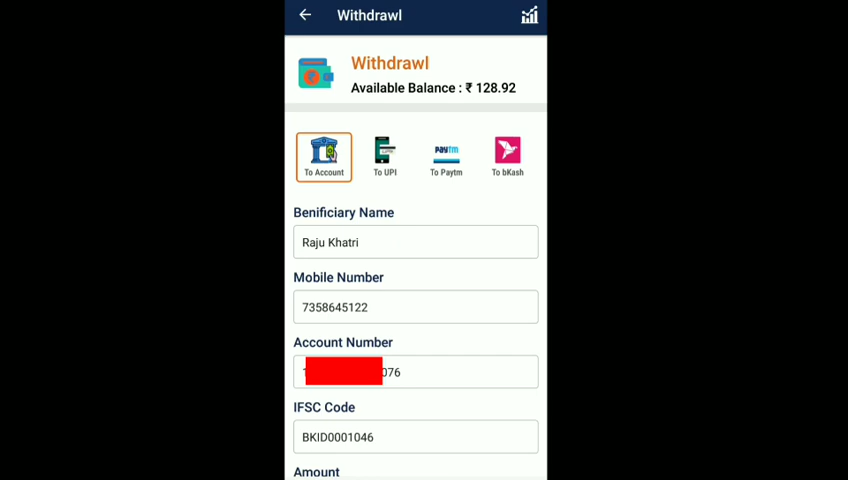 Withdrawl
Withdrawl
Available Balance : ₹ 128.92
To Account
To UPI
paytm
To Paytm
To bKash
Benificiary Name
Raju Khatri
Mobile Number
7358645122
Account Number
076
IFSC Code
BKID0001046
Amount